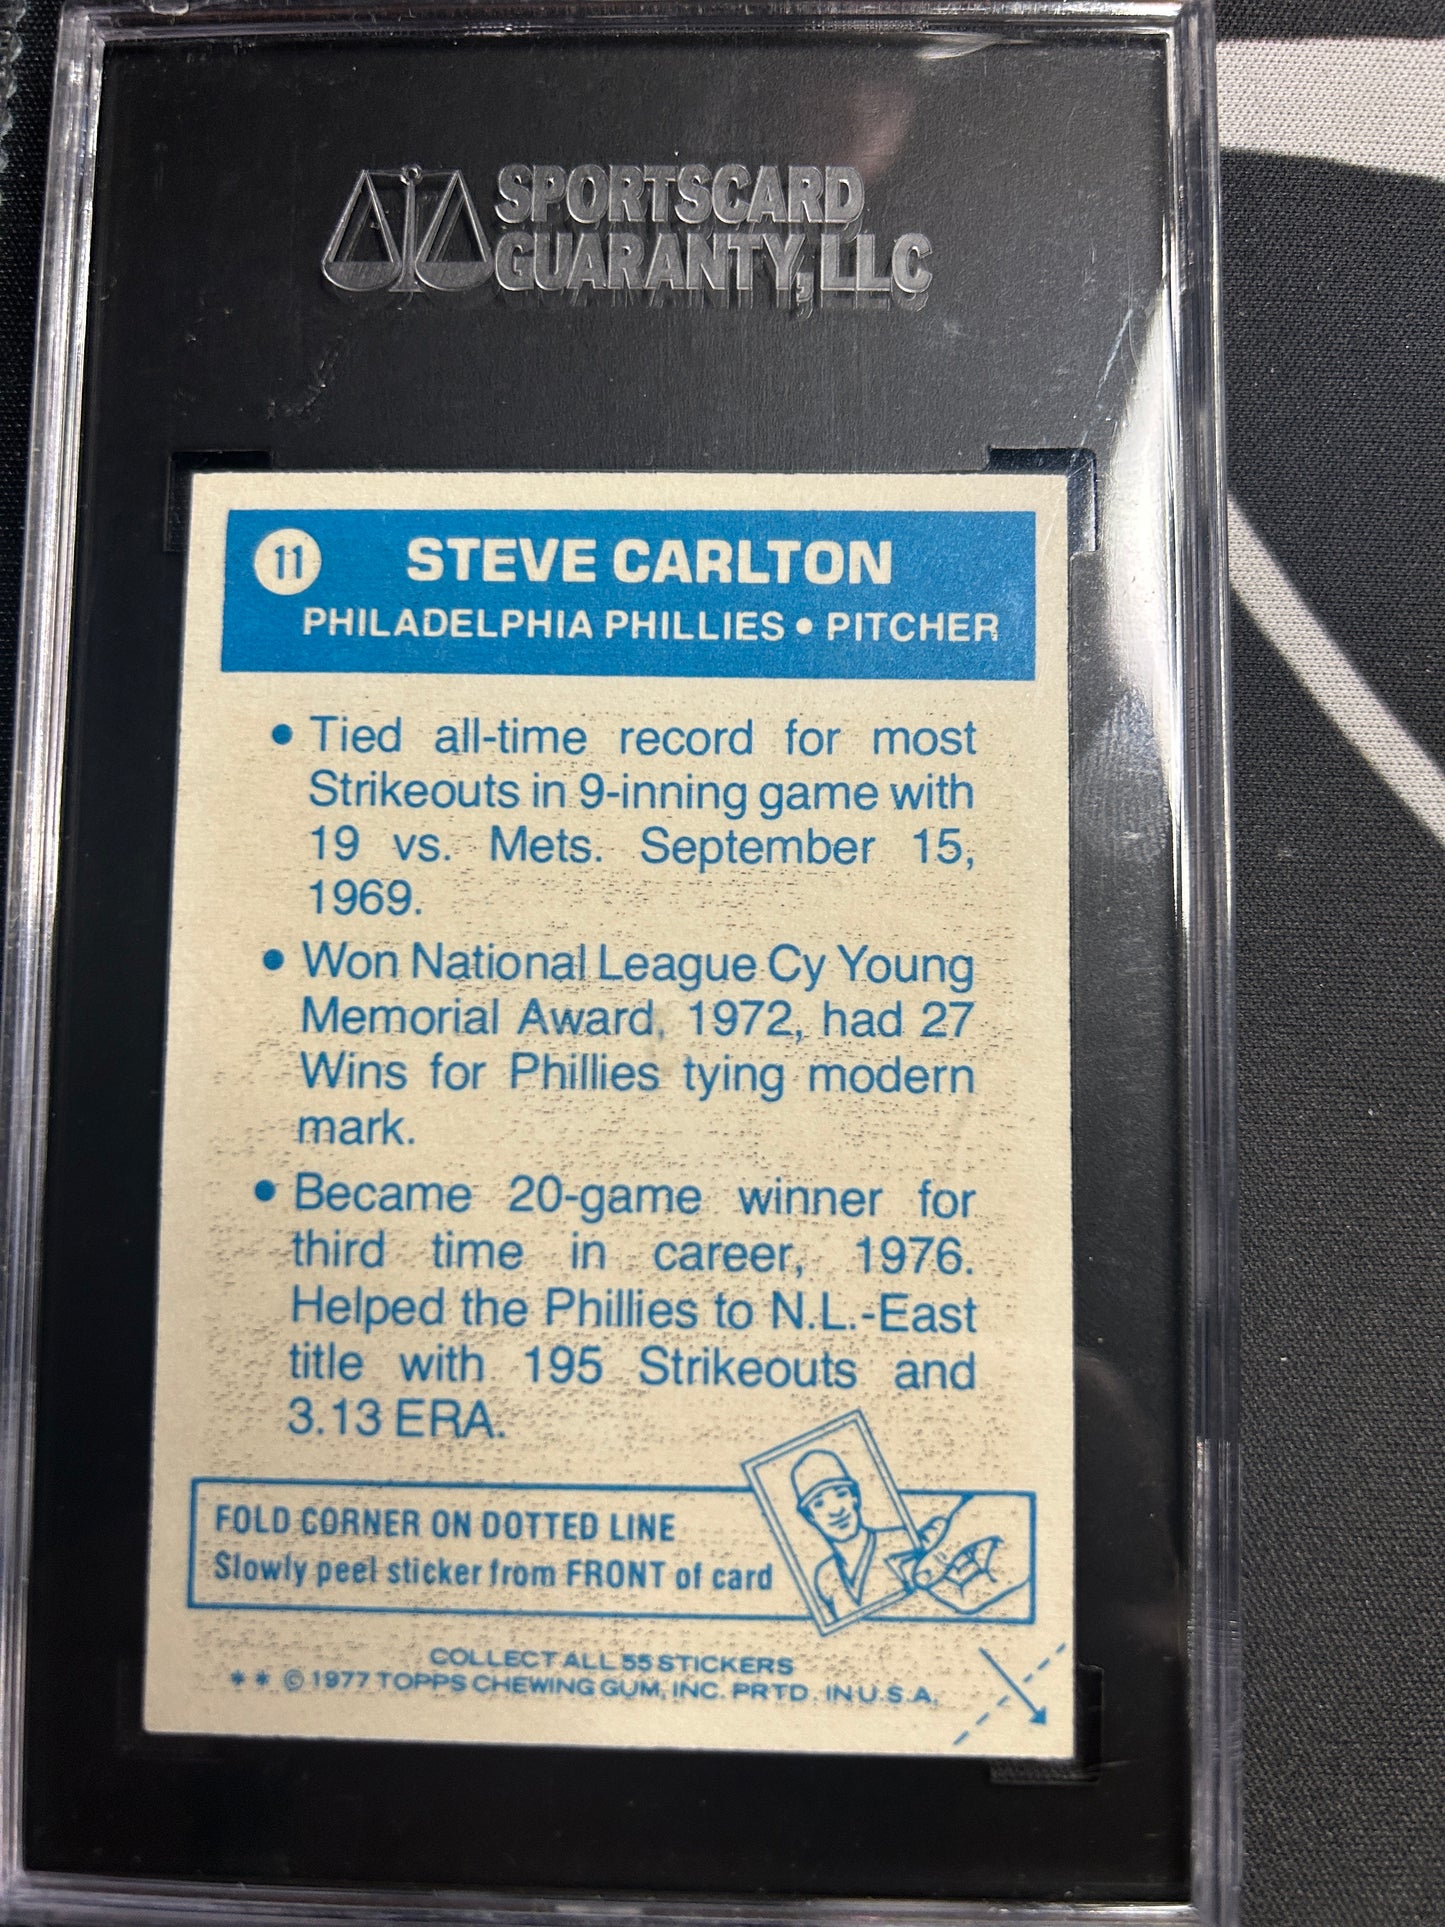 SPORTSCARD
GUARANTY, LLC
11 STEVE CARLTON
PHILADELPHIA PHILLIES • PITCHER
• Tied all-time record for most
Strikeouts in 9-inning game with
19 vs. Mets. September 15,
1969.
• Won National League Cy Young
Memorial Award, 1972, had 27
Wins for Phillies tying modern
mark.
• Became 20-game winner for
third time in career, 1976.
Helped the Phillies to N.L.-East
title with 195 Strikeouts and
3.13 ERA.
FOLD CORNER ON DOTTED LINE
Slowly peel sticker from FRONT of card
COLLECT ALL 55 STICKERS
** © 1977 TOPPS CHEWING GUM, INC. PRTD. IN U.S.A.